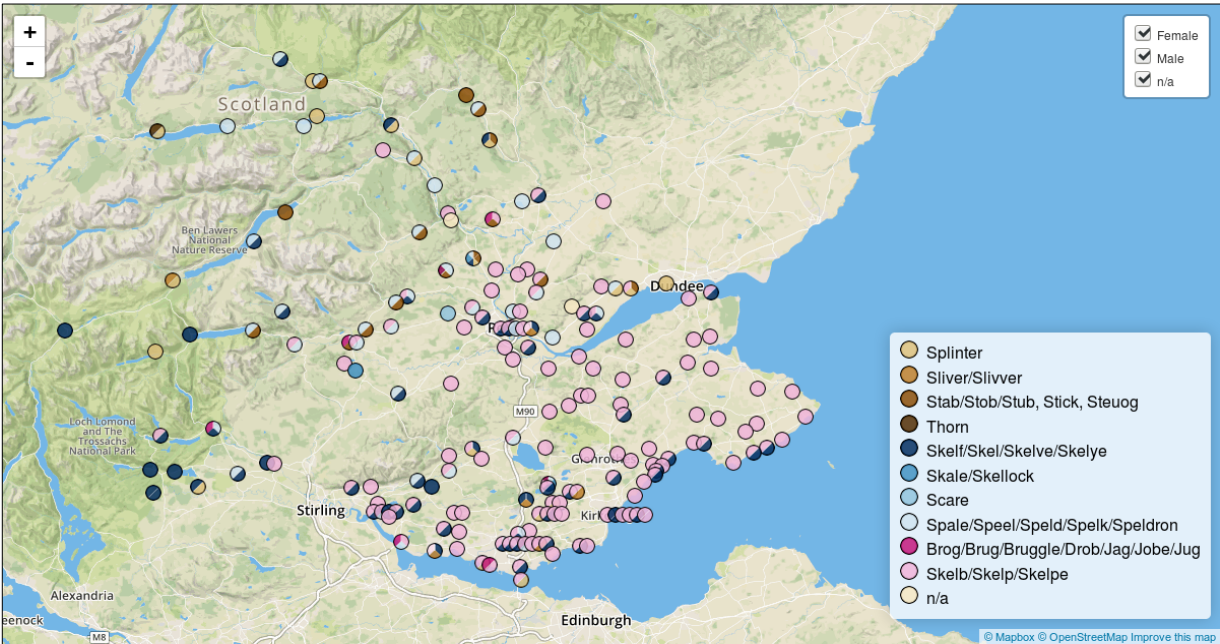 +
-
Female
Male
n/a
Scotland
Ben Lawers
National
Nature Reserve
Dundee
Loch Lomond
and The
Trossachs
National Park
M90
Stirling
Alexandria
M8
Edinburgh
Splinter
Sliver/Slivver
Stab/Stob/Stub, Stick, Steuog
Thorn
Skelf/Skel/Skelve/Skelye
Skale/Skellock
Scare
Spale/Speel/Speld/Spelk/Speldron
Brog/Brug/Bruggle/Drob/Jag/Jobe/Jug
Skelb/Skelp/Skelpe
n/a
© Mapbox © OpenStreetMap Improve this map